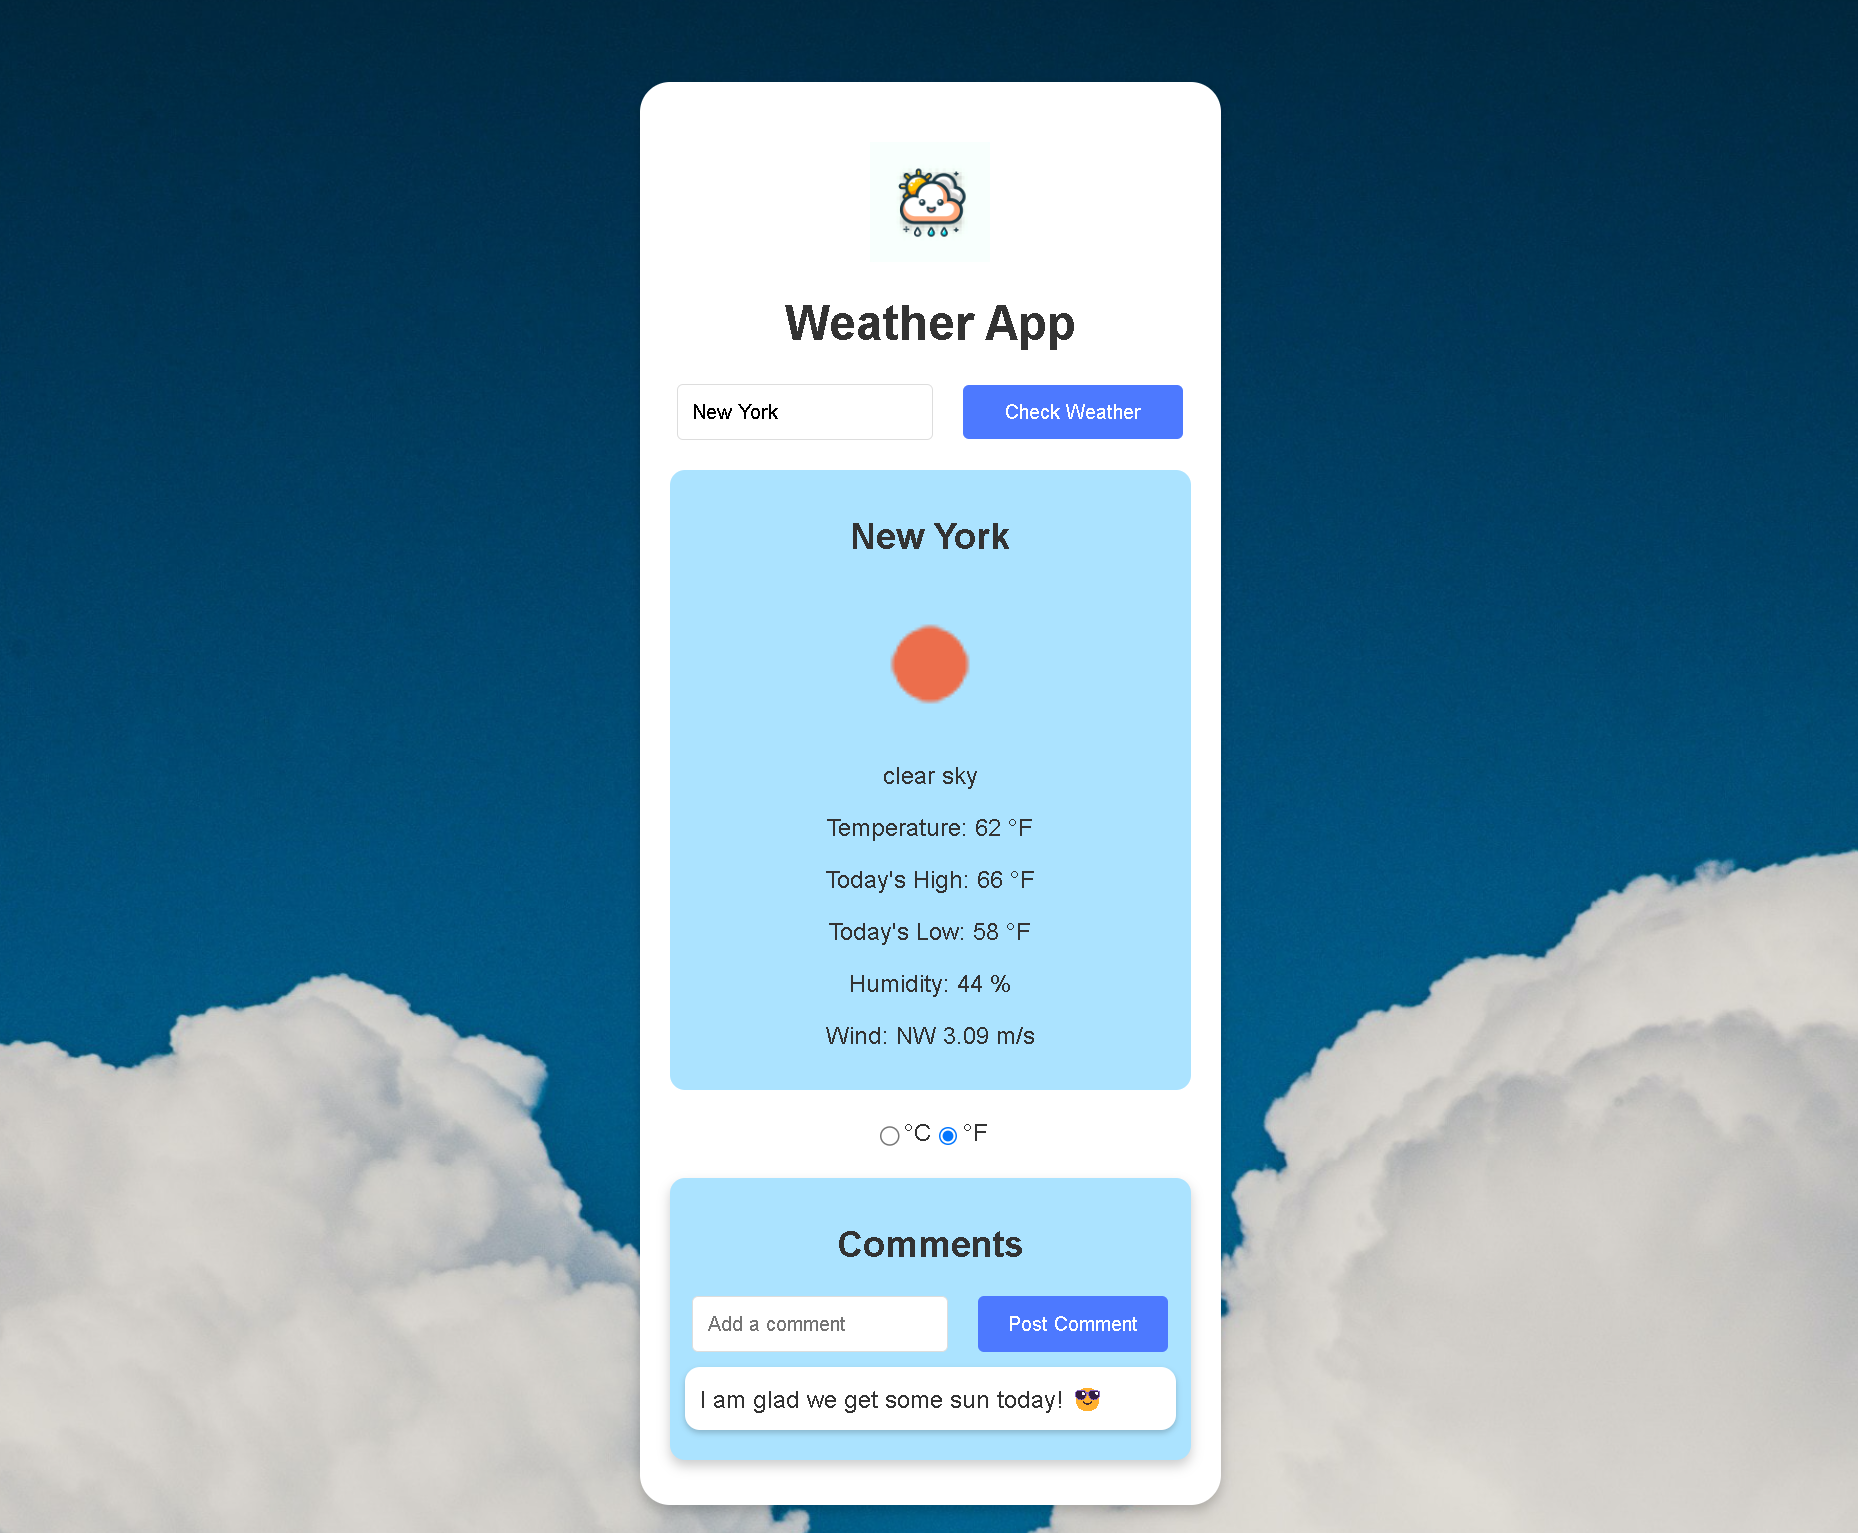 Weather App
New York
Check Weather
New York
clear sky
Temperature: 62 °F
Today's High: 66 °F
Today's Low: 58 °F
Humidity: 44 %
Wind: NW 3.09 m/s
°C °F
Comments
Add a comment
Post Comment
I am glad we get some sun today! 😎